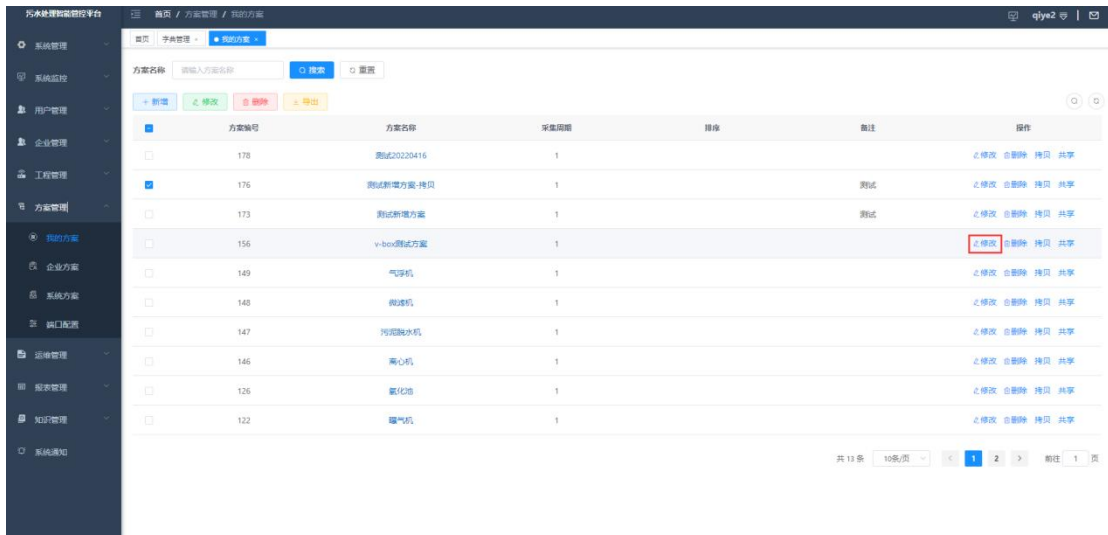 污水处理智能管控平台
首页 / 方案管理 / 我的方案
qiye2
首页 字典管理 × 我的方案 ×
系统管理
系统监控
用户管理
企业管理
工程管理
方案管理
我的方案
企业方案
系统方案
端口配置
运维管理
报表管理
知识管理
系统通知
方案名称 请输入方案名称 搜索 重置
+ 新增 修改 删除 导出
方案编号 方案名称 采集周期 排序 备注 操作
178 测试20220416 1 修改 删除 拷贝 共享
176 测试新增方案-拷贝 1 测试 修改 删除 拷贝 共享
173 测试新增方案 1 测试 修改 删除 拷贝 共享
156 v-box测试方案 1 修改 删除 拷贝 共享
149 气浮机 1 修改 删除 拷贝 共享
148 微滤机 1 修改 删除 拷贝 共享
147 污泥脱水机 1 修改 删除 拷贝 共享
146 离心机 1 修改 删除 拷贝 共享
126 氧化池 1 修改 删除 拷贝 共享
122 曝气机 1 修改 删除 拷贝 共享
共 13 条 10条/页 < 1 2 > 前往 1 页